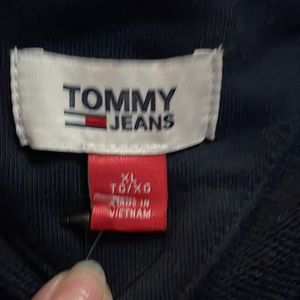 TOMMY
JEANS
XL
TG/XG
MADE IN
VIETNAM